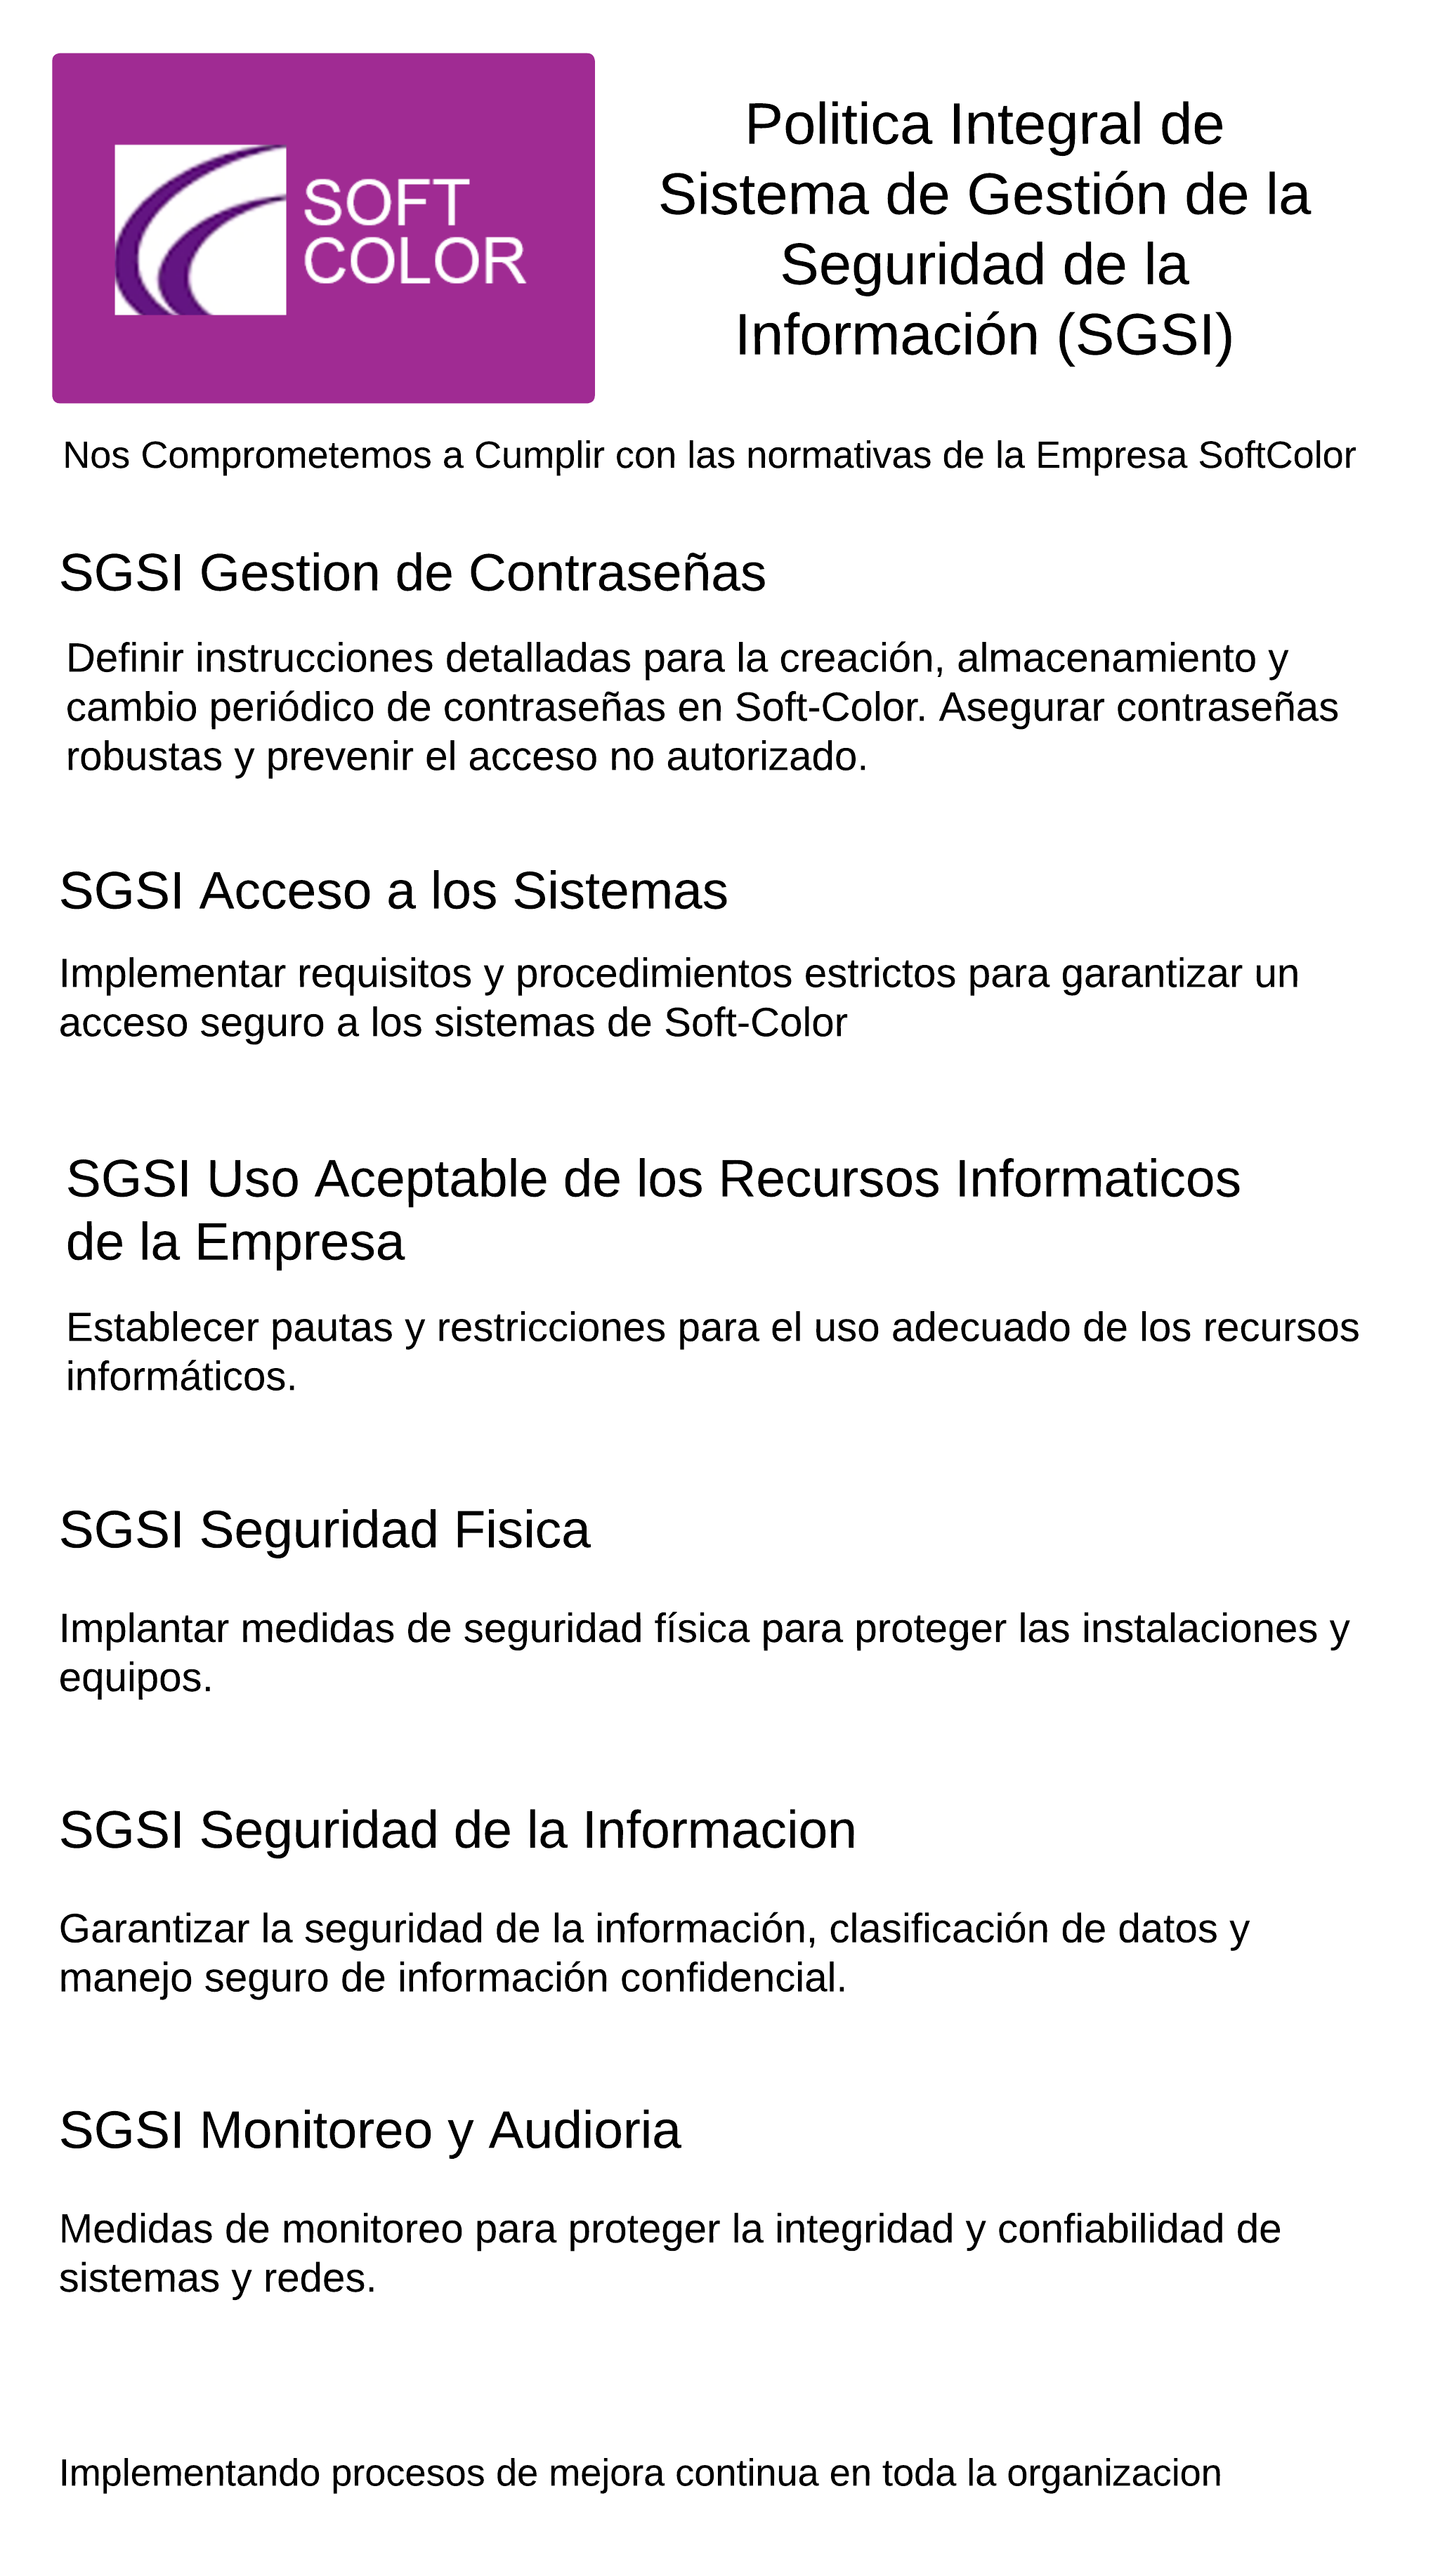 SOFT
COLOR
Politica Integral de
Sistema de Gestión de la
Seguridad de la
Información (SGSI)
Nos Comprometemos a Cumplir con las normativas de la Empresa SoftColor
SGSI Gestion de Contraseñas
Definir instrucciones detalladas para la creación, almacenamiento y
cambio periódico de contraseñas en Soft-Color. Asegurar contraseñas
robustas y prevenir el acceso no autorizado.
SGSI Acceso a los Sistemas
Implementar requisitos y procedimientos estrictos para garantizar un
acceso seguro a los sistemas de Soft-Color
SGSI Uso Aceptable de los Recursos Informaticos
de la Empresa
Establecer pautas y restricciones para el uso adecuado de los recursos
informáticos.
SGSI Seguridad Fisica
Implantar medidas de seguridad física para proteger las instalaciones y
equipos.
SGSI Seguridad de la Informacion
Garantizar la seguridad de la información, clasificación de datos y
manejo seguro de información confidencial.
SGSI Monitoreo y Audioria
Medidas de monitoreo para proteger la integridad y confiabilidad de
sistemas y redes.
Implementando procesos de mejora continua en toda la organizacion